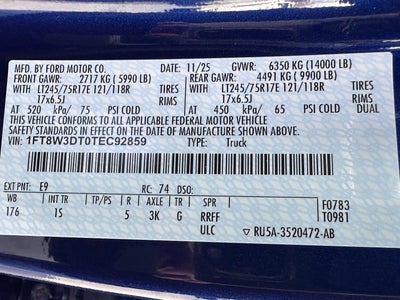 MFD. BY FORD MOTOR CO. 11/25 GVWR: 6350 KG (14000 LB)
FRONT GAWR: 2717 KG (5990 LB) REAR GAWR: 4491 KG (9900 LB)
LT245/75R17E 121/118R TIRES LT245/75R17E 121/118R TIRES
17x6.5J RIMS 17x6.5J RIMS
AT 520 kPa/ 75 PSI COLD AT 450 kPa/ 65 PSI COLD DUAL
THIS VEHICLE CONFORMS TO ALL APPLICABLE FEDERAL MOTOR VEHICLE
SAFETY STANDARDS IN EFFECT ON THE DATE OF MANUFACTURE SHOWN ABOVE.
VIN: 1FT8W3DT0TEC92859 TYPE: Truck
EXT PNT: E9 RC: 74 DSO:
WB INT TR TP/PS R AXLE TR SPR F0783
176 1S 5 3K G RRFF T0981
ULC RU5A-3520472-AB